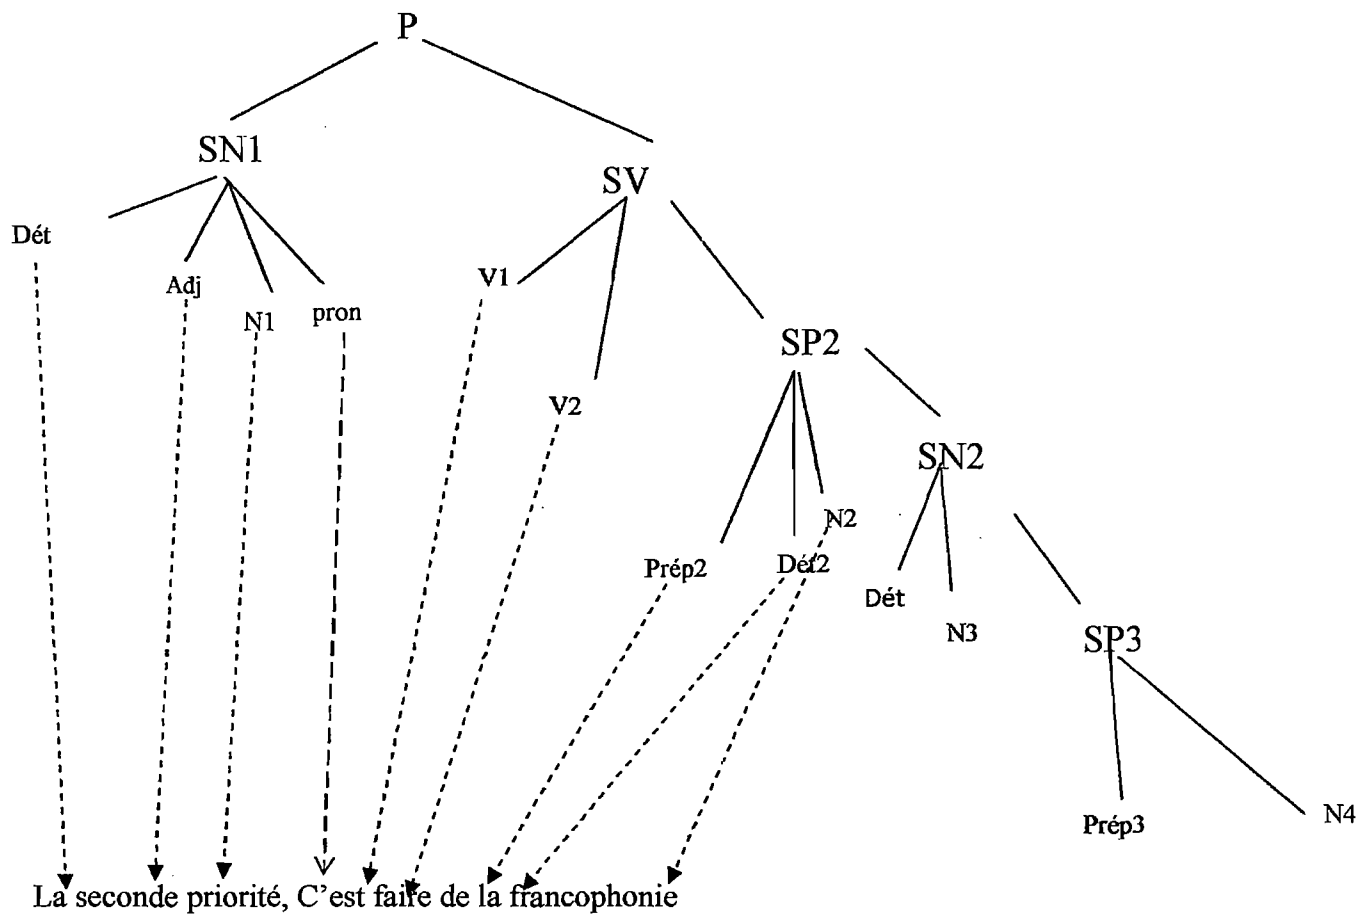 P
SN1
SV
Dét
Adj
N1
pron
V1
V2
SP2
SN2
N2
Prép2
Dét2
Dét
N3
SP3
Prép3
N4
La seconde priorité, C'est faire de la francophonie